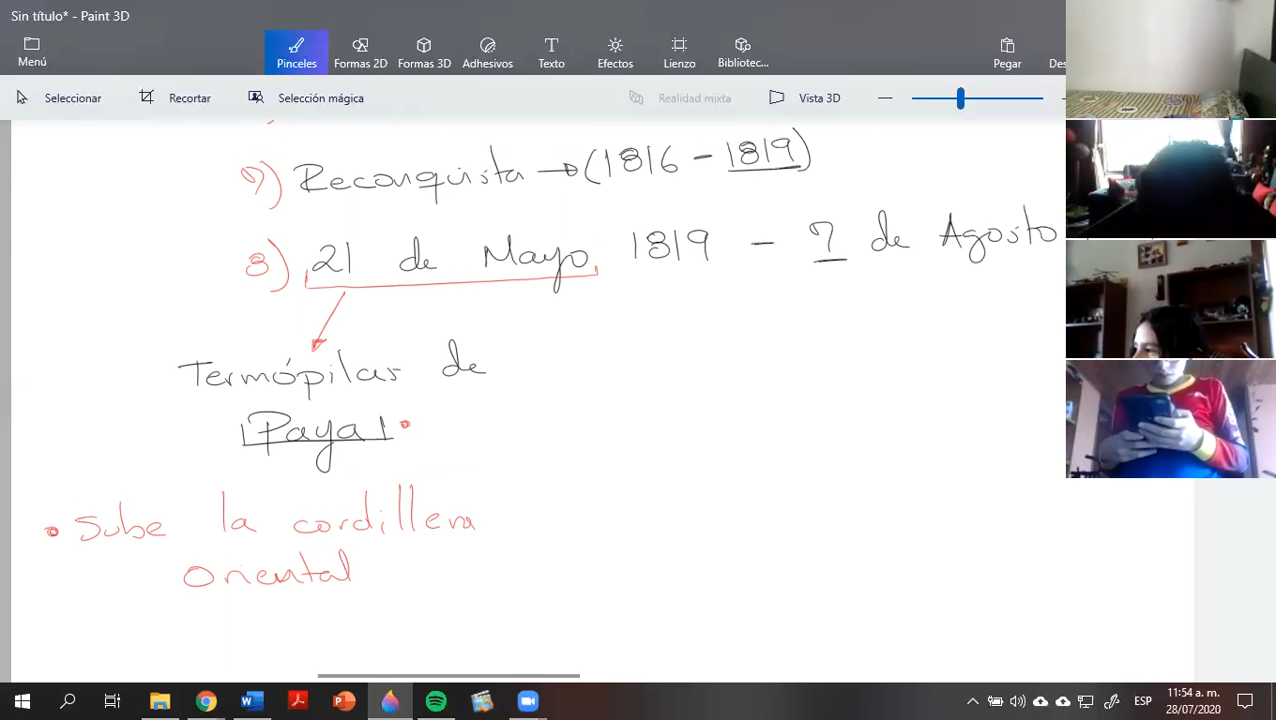 Sin título* - Paint 3D
Menú
Pinceles
Formas 2D
Formas 3D
Adhesivos
Texto
Efectos
Lienzo
Bibliotec...
Pegar
Des
Seleccionar
Recortar
Selección mágica
Realidad mixta
Vista 3D
7) Reconquista → (1816 - 1819)
8) 21 de Mayo 1819 - 7 de Agosto
Termópilas de
Paya
• Sube la cordillera
oriental
ESP
11:54 a. m.
28/07/2020